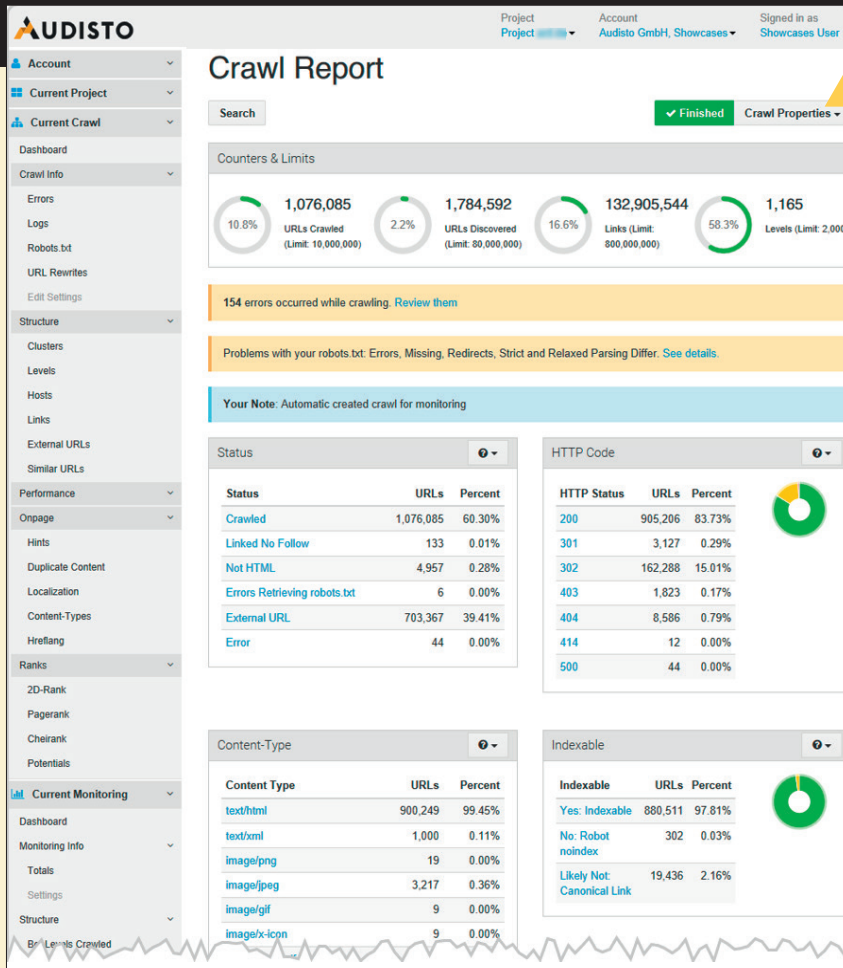 AUDISTO
Project
Project
Account
Audisto GmbH, Showcases
Signed in as
Showcases User
Account
Current Project
Current Crawl
Dashboard
Crawl Info
Errors
Logs
Robots.txt
URL Rewrites
Edit Settings
Structure
Clusters
Levels
Hosts
Links
External URLs
Similar URLs
Performance
Onpage
Hints
Duplicate Content
Localization
Content-Types
Hreflang
Ranks
2D-Rank
Pagerank
Cheirank
Potentials
Current Monitoring
Dashboard
Monitoring Info
Totals
Settings
Structure
Levels Crawled
Crawl Report
Search
Finished
Crawl Properties
Counters & Limits
10.8%
1,076,085
URLs Crawled
(Limit: 10,000,000)
2.2%
1,784,592
URLs Discovered
(Limit: 80,000,000)
16.6%
132,905,544
Links (Limit:
800,000,000)
58.3%
1,165
Levels (Limit: 2,000
154 errors occurred while crawling. Review them
Problems with your robots.txt: Errors, Missing, Redirects, Strict and Relaxed Parsing Differ. See details.
Your Note: Automatic created crawl for monitoring
Status
Status URLs Percent
Crawled 1,076,085 60.30%
Linked No Follow 133 0.01%
Not HTML 4,957 0.28%
Errors Retrieving robots.txt 6 0.00%
External URL 703,367 39.41%
Error 44 0.00%
HTTP Code
HTTP Status URLs Percent
200 905,206 83.73%
301 3,127 0.29%
302 162,288 15.01%
403 1,823 0.17%
404 8,586 0.79%
414 12 0.00%
500 44 0.00%
Content-Type
Content Type URLs Percent
text/html 900,249 99.45%
text/xml 1,000 0.11%
image/png 19 0.00%
image/jpeg 3,217 0.36%
image/gif 9 0.00%
image/x-icon 9 0.00%
Indexable
Indexable URLs Percent
Yes: Indexable 880,511 97.81%
No: Robot
noindex 302 0.03%
Likely Not:
Canonical Link 19,436 2.16%